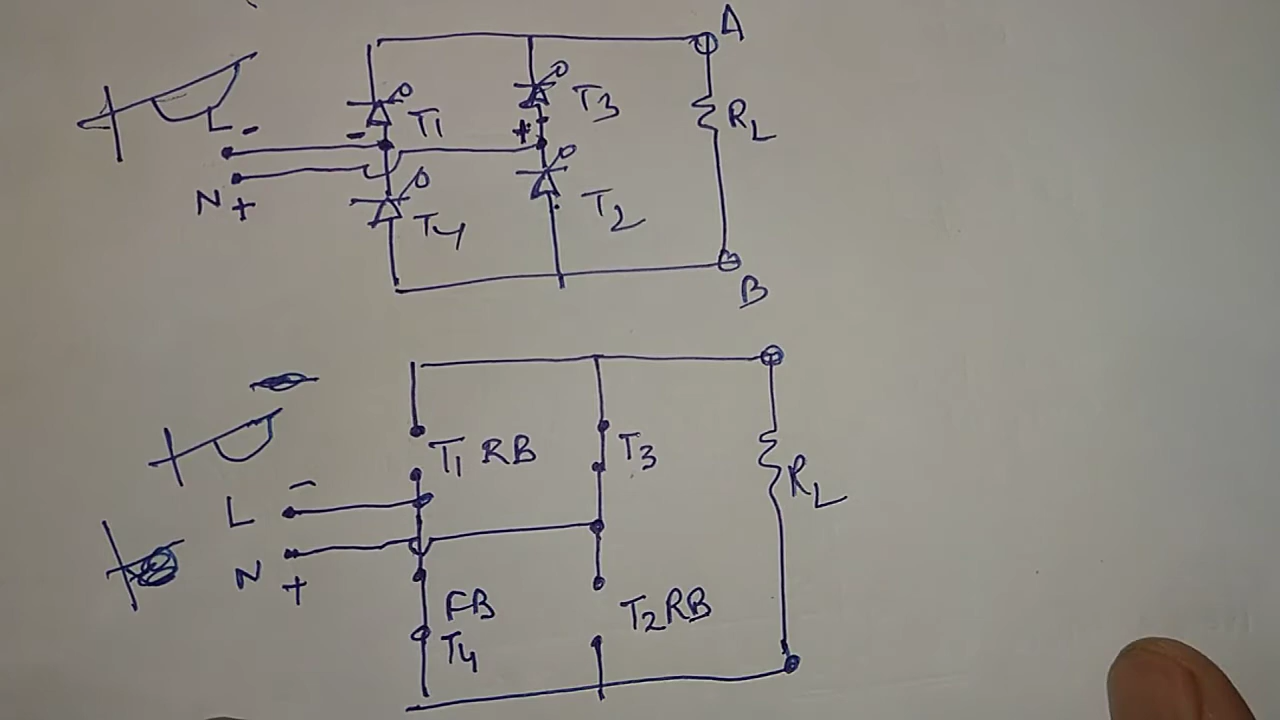 A
T3
T1
L -
-
+
-
RL
N +
T4
T2
B
T1 RB
T3
RL
L -
N +
FB
T4
T2 RB